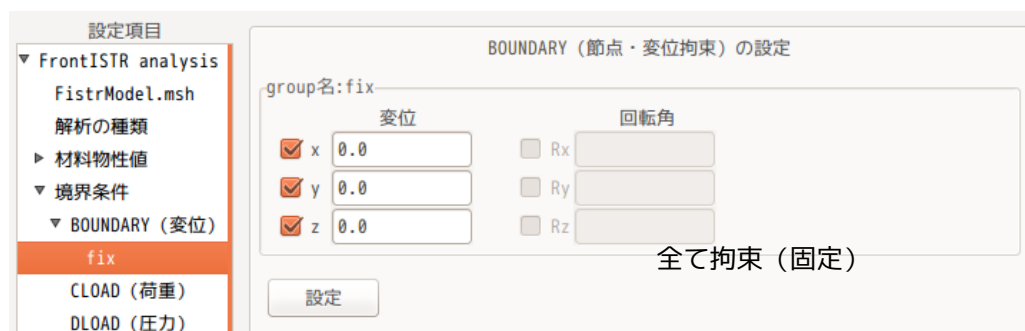 設定項目
FrontISTR analysis
FistrModel.msh
解析の種類
材料物性値
境界条件
BOUNDARY (変位)
fix
CLOAD (荷重)
DLOAD (圧力)
BOUNDARY (節点・変位拘束) の設定
group名:fix
変位 回転角
x 0.0 Rx
y 0.0 Ry
z 0.0 Rz
全て拘束（固定）
設定